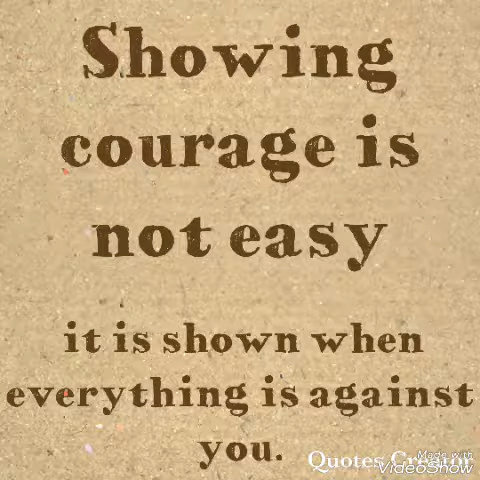 Showing
courage is
not easy
it is shown when
everything is against
you.
Quotes Creator
Made with
VideoShow